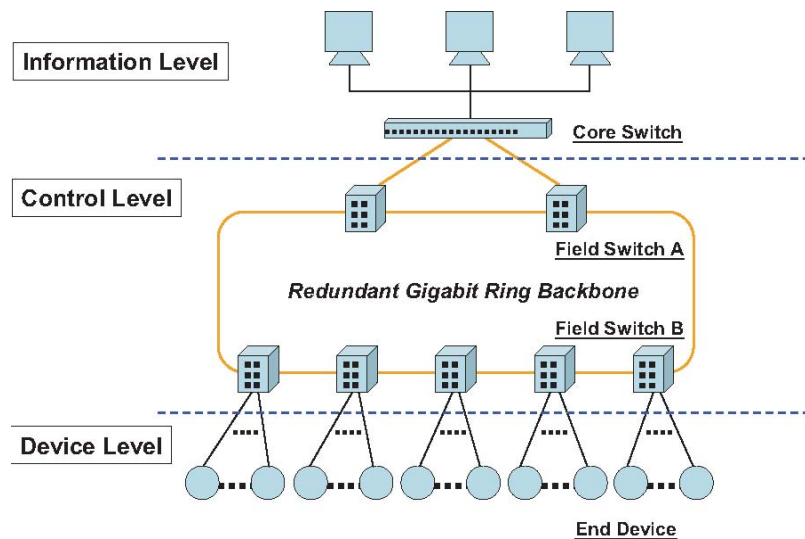 Information Level
Core Switch
Control Level
Field Switch A
Redundant Gigabit Ring Backbone
Field Switch B
Device Level
End Device